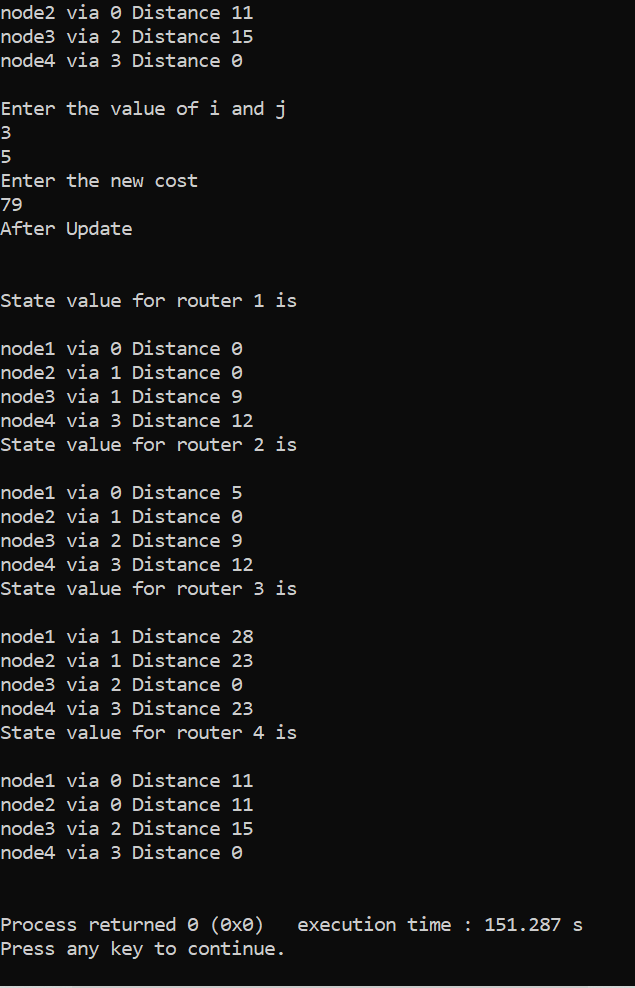 node2 via 0 Distance 11
node3 via 2 Distance 15
node4 via 3 Distance 0
Enter the value of i and j
3
5
Enter the new cost
79
After Update
State value for router 1 is
node1 via 0 Distance 0
node2 via 1 Distance 0
node3 via 1 Distance 9
node4 via 3 Distance 12
State value for router 2 is
node1 via 0 Distance 5
node2 via 1 Distance 0
node3 via 2 Distance 9
node4 via 3 Distance 12
State value for router 3 is
node1 via 1 Distance 28
node2 via 1 Distance 23
node3 via 2 Distance 0
node4 via 3 Distance 23
State value for router 4 is
node1 via 0 Distance 11
node2 via 0 Distance 11
node3 via 2 Distance 15
node4 via 3 Distance 0
Process returned 0 (0x0)   execution time : 151.287 s
Press any key to continue.